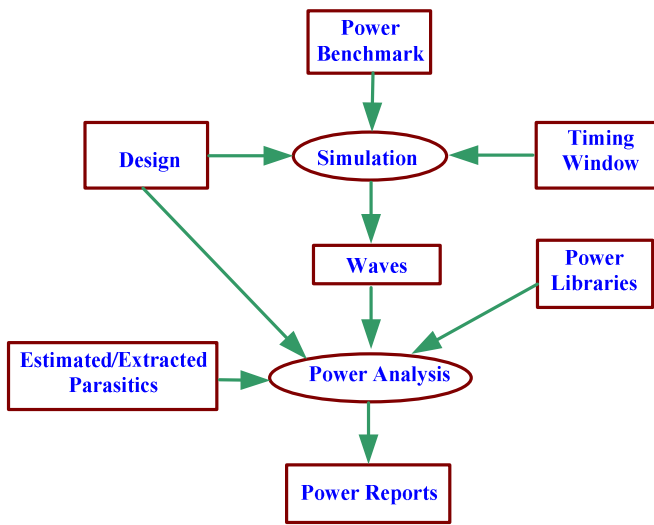 Power
Benchmark
Design
Simulation
Timing
Window
Waves
Power
Libraries
Estimated/Extracted
Parasitics
Power Analysis
Power Reports